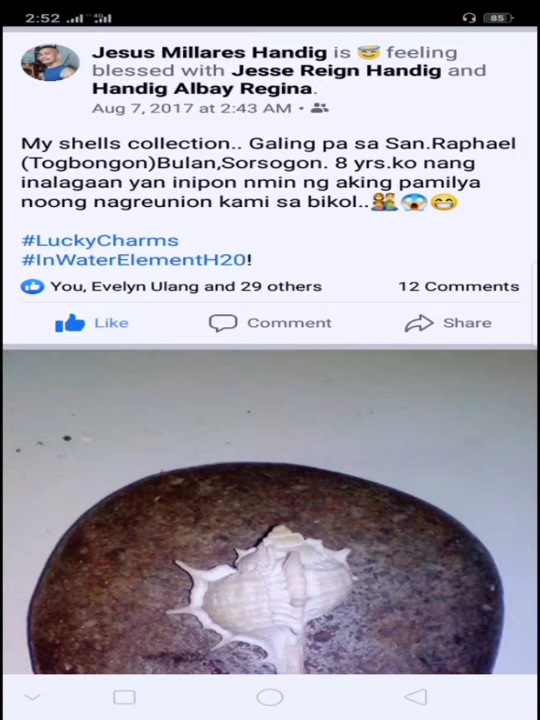 2:52 4G 85
Jesus Millares Handig is 😇 feeling
blessed with Jesse Reign Handig and
Handig Albay Regina.
Aug 7, 2017 at 2:43 AM •
My shells collection.. Galing pa sa San.Raphael
(Togbongon)Bulan,Sorsogon. 8 yrs.ko nang
inalagaan yan inipon nmin ng aking pamilya
noong nagreunion kami sa bikol..👨‍👩‍👧‍👦😱😁
#LuckyCharms
#InWaterElementH20!
You, Evelyn Ulang and 29 others 12 Comments
Like Comment Share